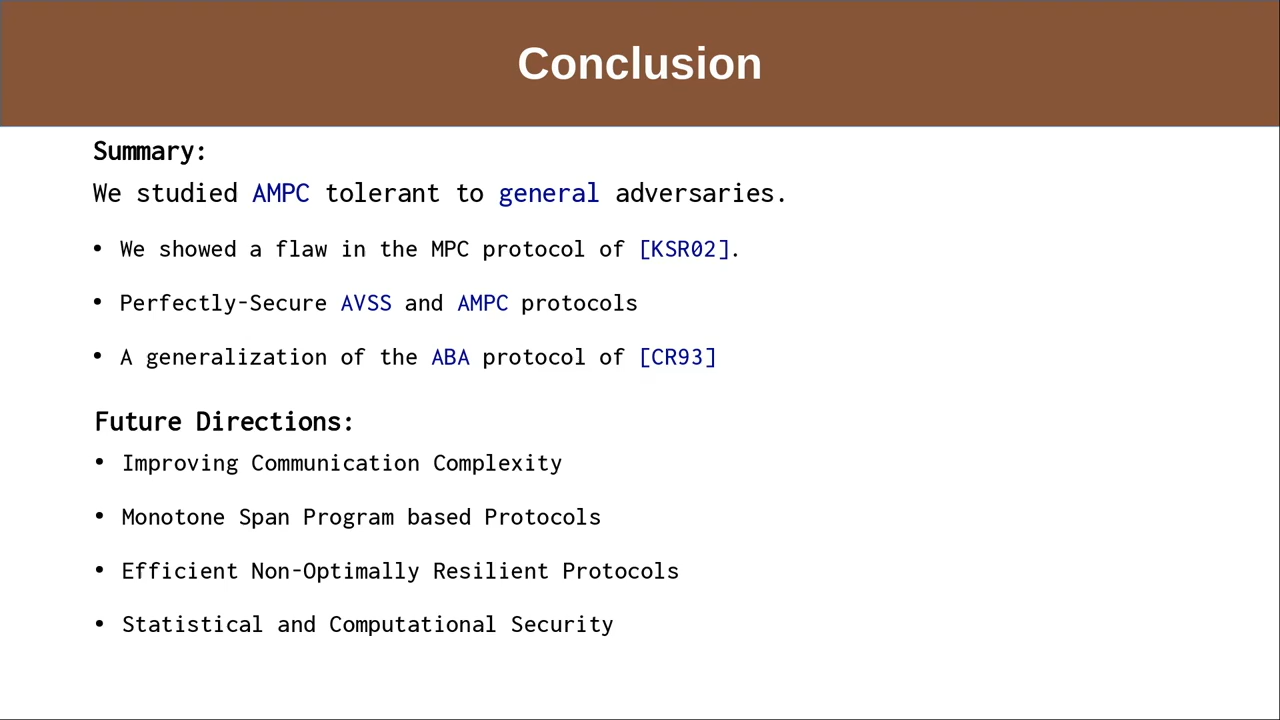 Conclusion
Summary:
We studied AMPC tolerant to general adversaries.
• We showed a flaw in the MPC protocol of [KSR02].
• Perfectly-Secure AVSS and AMPC protocols
• A generalization of the ABA protocol of [CR93]
Future Directions:
• Improving Communication Complexity
• Monotone Span Program based Protocols
• Efficient Non-Optimally Resilient Protocols
• Statistical and Computational Security